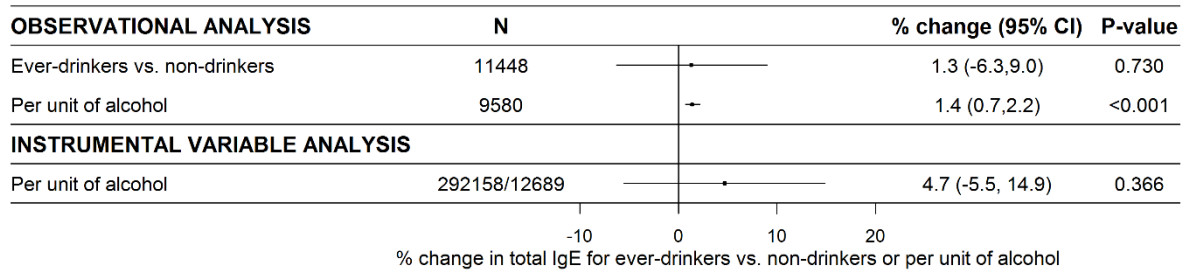 OBSERVATIONAL ANALYSIS N % change (95% CI) P-value
Ever-drinkers vs. non-drinkers 11448 1.3 (-6.3,9.0) 0.730
Per unit of alcohol 9580 1.4 (0.7,2.2) <0.001
INSTRUMENTAL VARIABLE ANALYSIS
Per unit of alcohol 292158/12689 4.7 (-5.5, 14.9) 0.366
-10 0 10 20
% change in total IgE for ever-drinkers vs. non-drinkers or per unit of alcohol